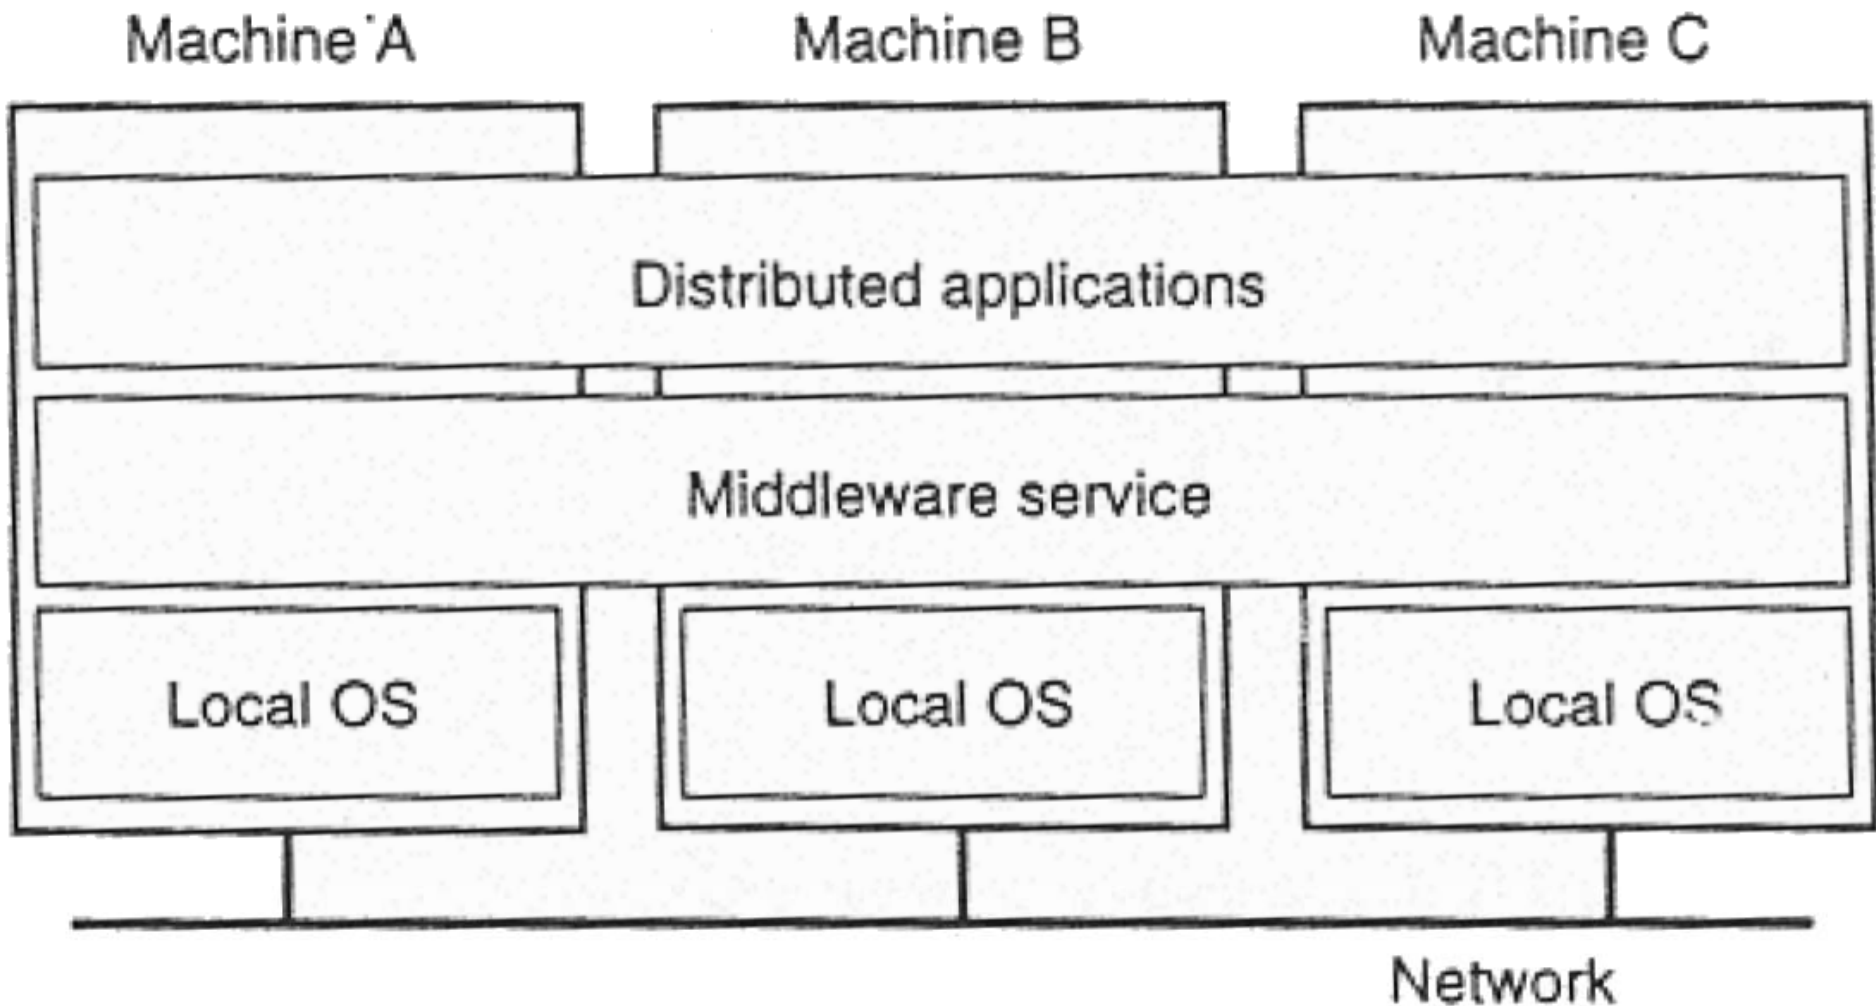 Machine A
Machine B
Machine C
Distributed applications
Middleware service
Local OS
Local OS
Local OS
Network